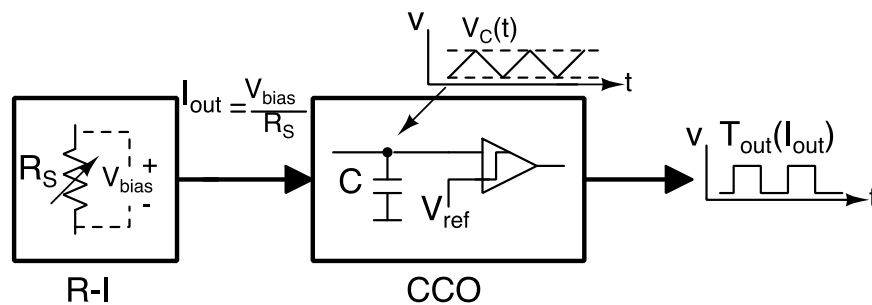 v
V_C(t)
t
I_out = V_bias / R_S
R_S
V_bias
+
-
C
V_ref
v
T_out(I_out)
t
R-I
CCO